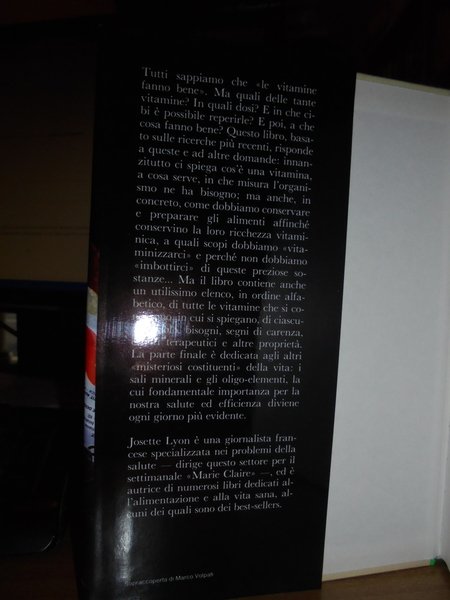 Tutti sappiamo che «le vitamine
fanno bene». Ma quali delle tante
vitamine? In quali dosi? E in che ci-
bi è possibile reperirle? E poi, a che
cosa fanno bene? Questo libro, basa-
to sulle ricerche più recenti, risponde
a queste e ad altre domande: innan-
zitutto ci spiega cos'è una vitamina,
a cosa serve, in che misura l'organi-
smo ne ha bisogno; ma anche, in
concreto, come dobbiamo conservare
e preparare gli alimenti affinché
conservino la loro ricchezza vitami-
nica, a quali scopi dobbiamo «vita-
minizzarci» e perché non dobbiamo
«imbottirci» di queste preziose so-
stanze... Ma il libro contiene anche
un utilissimo elenco, in ordine alfa-
betico, di tutte le vitamine che si co-
in cui si spiegano, di ciascu-
bisogni, segni di carenza,
terapeutici e altre proprietà.
La parte finale è dedicata agli altri
«misteriosi costituenti» della vita: i
sali minerali e gli oligo-elementi, la
cui fondamentale importanza per la
nostra salute ed efficienza diviene
ogni giorno più evidente.
Josette Lyon è una giornalista fran-
cese specializzata nei problemi della
salute — dirige questo settore per il
settimanale «Marie Claire» —, ed è
autrice di numerosi libri dedicati al-
l'alimentazione e alla vita sana, al-
cuni dei quali sono dei best-sellers.
Sopraccoperta di Marco Volpati